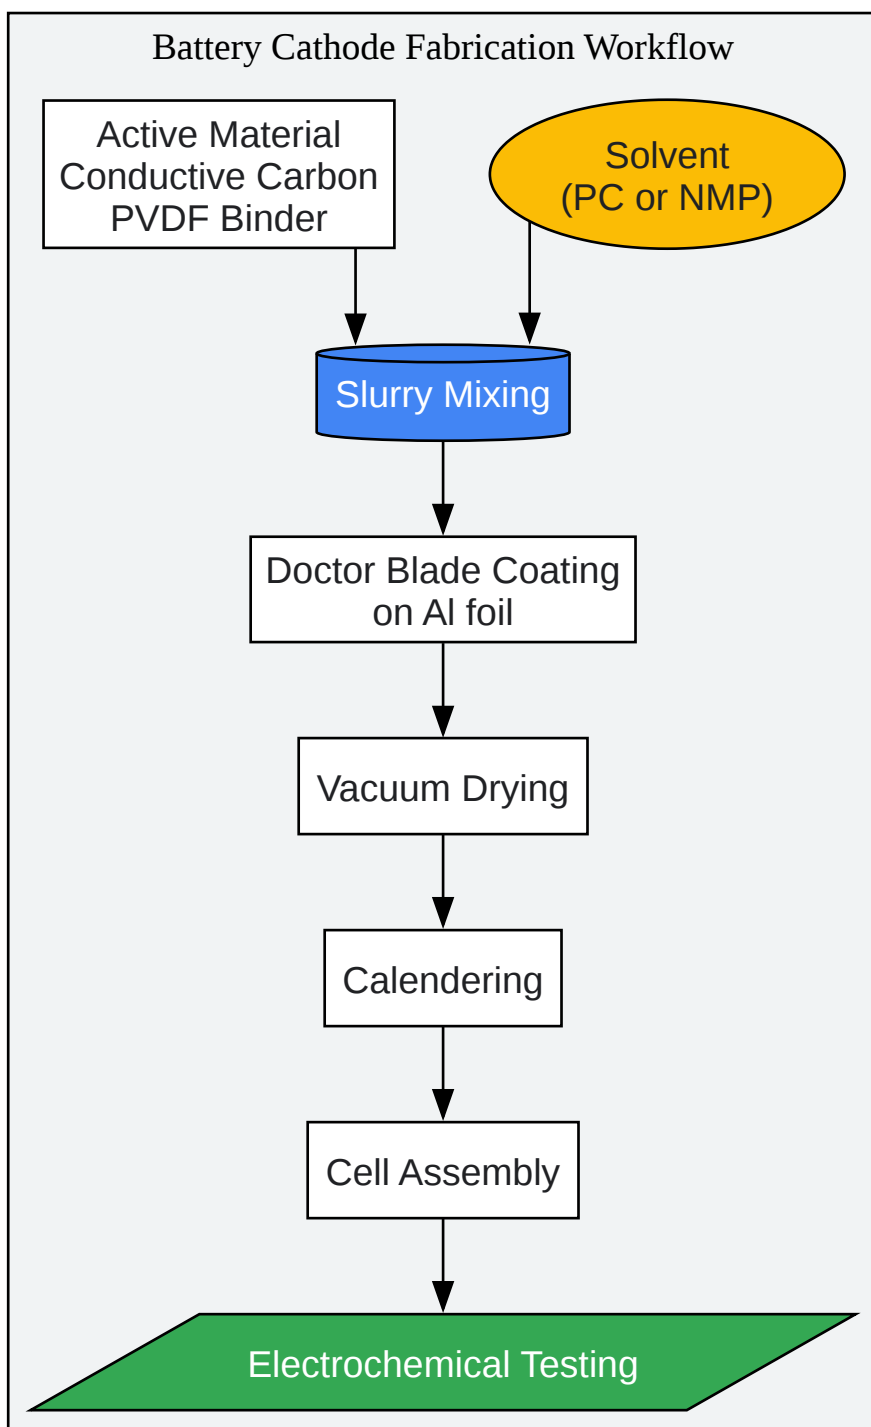 Battery Cathode Fabrication Workflow
Active Material
Conductive Carbon
PVDF Binder
Solvent
(PC or NMP)
Slurry Mixing
Doctor Blade Coating
on Al foil
Vacuum Drying
Calendering
Cell Assembly
Electrochemical Testing